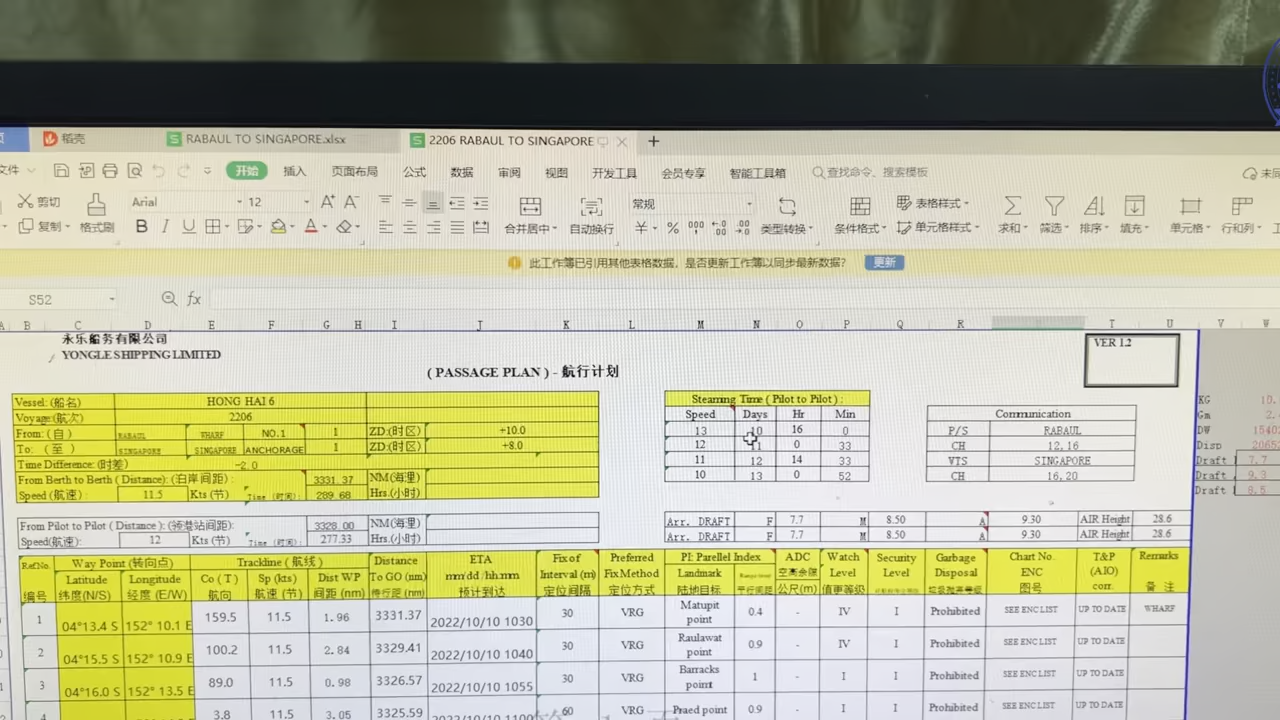 稻壳 RABAUL TO SINGAPORE.xlsx 2206 RABAUL TO SINGAPORE
文件 开始 插入 页面布局 公式 数据 审阅 视图 开发工具 会员专享 智能工具箱 查找命令、搜索模板
剪切 Arial 12 常规 表格样式
复制 格式刷 合并居中 自动换行 类型转换 条件格式 单元格样式 求和 筛选 排序 填充 单元格 行和列
此工作簿已引用其他表格数据，是否更新工作簿以同步最新数据? 更新
S52 fx
A B C D E F G H I J K L M N O P Q R T U V W
永乐船务有限公司
YONGLE SHIPPING LIMITED
VER 1.2
( PASSAGE PLAN ) - 航行计划
Vessel: (船名) HONG HAI 6
Voyage:(航次) 2206
From: ( 自 ) RABAUL WHARF NO.1 1 ZD:(时区) +10.0
To: ( 至 ) SINGAPORE SINGAPORE ANCHORAGE 1 ZD:(时区) +8.0
Time Difference: (时差) -2.0
From Berth to Berth ( Distance): (泊岸间距) : 3331.37 NM(海理)
Speed (航速) : 11.5 Kts (节) Time (时间): 289.68 Hrs.(小时)
Steaming Time ( Pilot to Pilot ) :
Speed Days Hr Min
13 10 16 0
12 11 0 33
11 12 14 33
10 13 0 52
Communication
P/S RABAUL
CH 12,16
VTS SINGAPORE
CH 16,20
KG
Gm
DW
Disp
Draft 7.7
Draft 9.3
Draft 8.5
From Pilot to Pilot ( Distance ): (领港站间距): 3328.00 NM(海理)
Speed(航速): 12 Kts (节) Time (时间): 277.33 Hrs.(小时)
Arr. DRAFT F 7.7 M 8.50 A 9.30 AIR Height 28.6
Arr. DRAFT F 7.7 M 8.50 A 9.30 AIR Height 28.6
Ref No. 编号 Way Point (转向点) Trackline ( 航线 ) Distance To GO (nm) 待行距 (nm) ETA mm/dd /hh:mm 预计到达 Fix of Interval (m) 定位间隔 Preferred Fix Method 定位方式 PI: Parellel Index ADC 空高余深 公尺(m) Watch Level 值更等级 Security Level Garbage Disposal Chart No. ENC 图号 T&P (AIO) corr. Remarks 备 注
Latitude 纬度(N/S) Longitude 经度 (E/W) Co ( T ) 航向 Sp (kts) 航速 (节) Dist WP 间距 (nm) Landmark 陆地目标 平行间距
1 04°13.4 S 152° 10.1 E 159.5 11.5 1.96 3331.37 2022/10/10 1030 30 VRG Matupit point 0.4 - IV I Prohibited SEE ENC LIST UP TO DATE WHARF
2 04°15.5 S 152° 10.9 E 100.2 11.5 2.84 3329.41 2022/10/10 1040 30 VRG Raulawat point 0.9 - IV I Prohibited SEE ENC LIST UP TO DATE
3 04°16.0 S 152° 13.5 E 89.0 11.5 0.98 3326.57 2022/10/10 1055 30 VRG Barracks point 1 - I I Prohibited SEE ENC LIST UP TO DATE
4 3.8 11.5 3.05 3325.59 2022/10/10 1100 60 VRG Praed point 0.9 - I I Prohibited SEE ENC LIST UP TO DATE